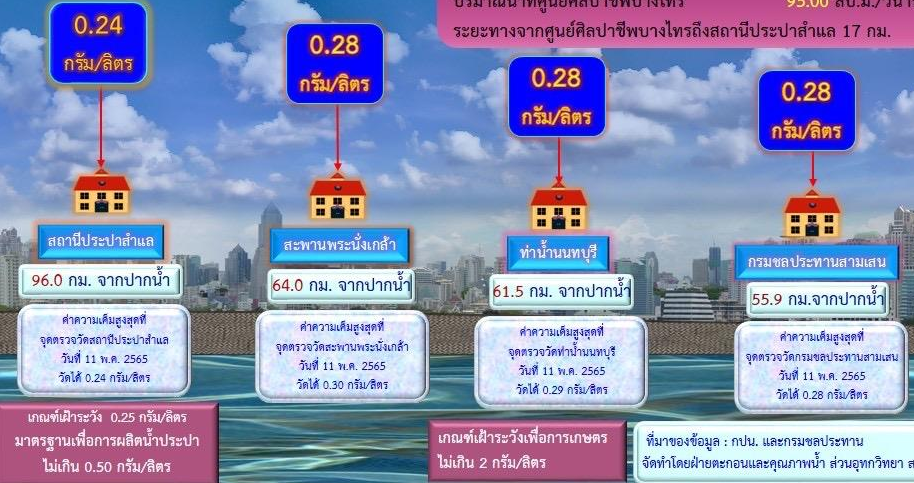 ปริมาณน้ำที่ศูนย์ศิลปาชีพบางไทร 95.00 ลบ.ม./วินาที
ระยะทางจากศูนย์ศิลปาชีพบางไทรถึงสถานีประปาสำแล 17 กม.
0.24
กรัม/ลิตร
0.28
กรัม/ลิตร
0.28
กรัม/ลิตร
0.28
กรัม/ลิตร
สถานีประปาสำแล
สะพานพระนั่งเกล้า
ท่าน้ำนนทบุรี
กรมชลประทานสามเสน
96.0 กม. จากปากน้ำ
64.0 กม. จากปากน้ำ
61.5 กม. จากปากน้ำ
55.9 กม.จากปากน้ำ
ค่าความเค็มสูงสุดที่
จุดตรวจวัดสถานีประปาสำแล
วันที่ 11 พ.ค. 2565
วัดได้ 0.24 กรัม/ลิตร
ค่าความเค็มสูงสุดที่
จุดตรวจวัดสะพานพระนั่งเกล้า
วันที่ 11 พ.ค. 2565
วัดได้ 0.30 กรัม/ลิตร
ค่าความเค็มสูงสุดที่
จุดตรวจวัดท่าน้ำนนทบุรี
วันที่ 11 พ.ค. 2565
วัดได้ 0.29 กรัม/ลิตร
ค่าความเค็มสูงสุดที่
จุดตรวจวัดกรมชลประทานสามเสน
วันที่ 11 พ.ค. 2565
วัดได้ 0.28 กรัม/ลิตร
เกณฑ์เฝ้าระวัง 0.25 กรัม/ลิตร
มาตรฐานเพื่อการผลิตน้ำประปา
ไม่เกิน 0.50 กรัม/ลิตร
เกณฑ์เฝ้าระวังเพื่อการเกษตร
ไม่เกิน 2 กรัม/ลิตร
ที่มาของข้อมูล : กปน. และกรมชลประทาน
จัดทำโดยฝ่ายตะกอนและคุณภาพน้ำ ส่วนอุทกวิทยา